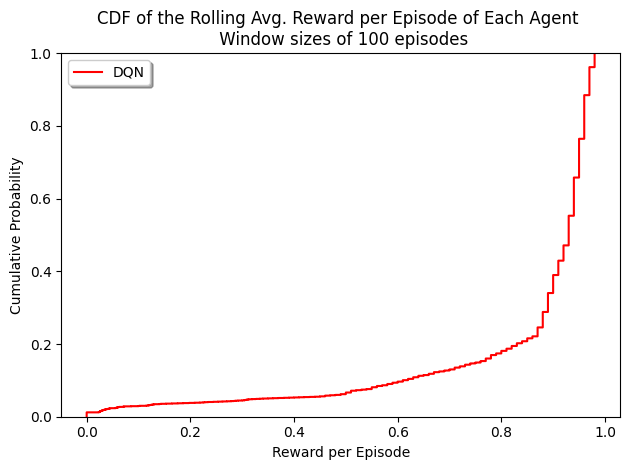 CDF of the Rolling Avg. Reward per Episode of Each Agent
Window sizes of 100 episodes
DQN
Cumulative Probability
1.0
0.8
0.6
0.4
0.2
0.0
0.0 0.2 0.4 0.6 0.8 1.0
Reward per Episode